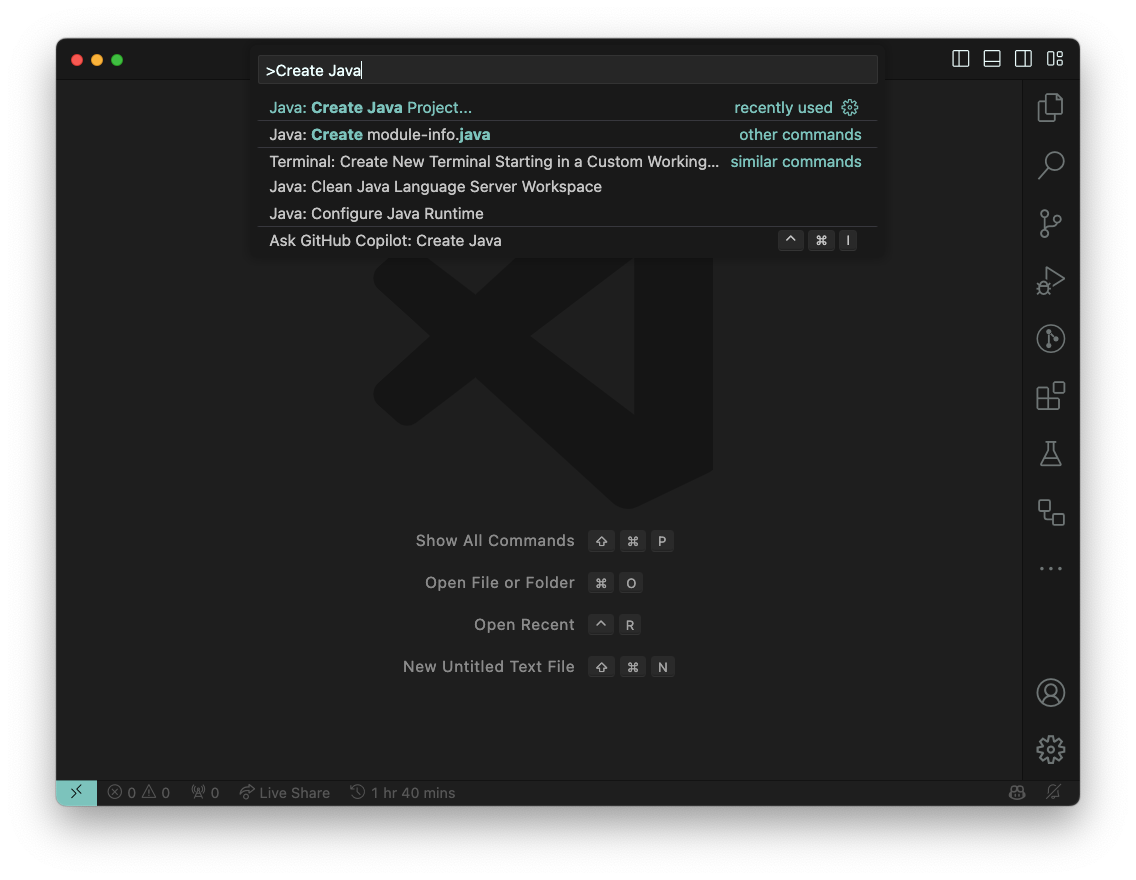 >Create Java
Java: Create Java Project... recently used
Java: Create module-info.java other commands
Terminal: Create New Terminal Starting in a Custom Working... similar commands
Java: Clean Java Language Server Workspace
Java: Configure Java Runtime
Ask GitHub Copilot: Create Java ^ ⌘ I
Show All Commands ⇧ ⌘ P
Open File or Folder ⌘ O
Open Recent ^ R
New Untitled Text File ⇧ ⌘ N
0 0 0 Live Share 1 hr 40 mins